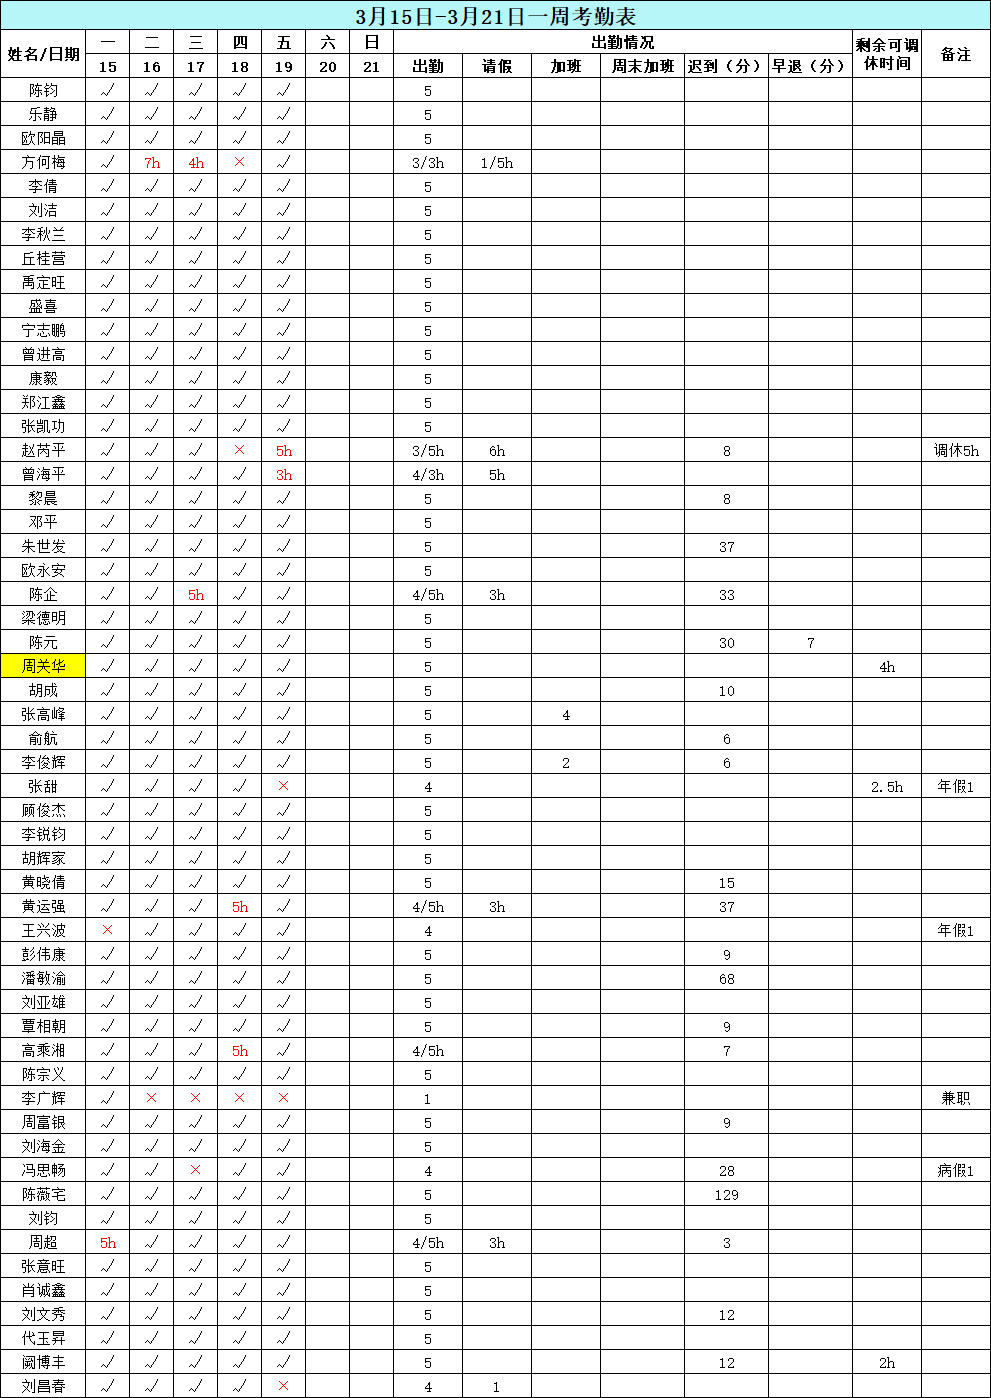 3月15日-3月21日一周考勤表
姓名/日期 一 二 三 四 五 六 日 出勤情况 剩余可调休时间 备注
15 16 17 18 19 20 21 出勤 请假 加班 周末加班 迟到（分） 早退（分）
陈钧 √ √ √ √ √ 5
乐静 √ √ √ √ √ 5
欧阳晶 √ √ √ √ √ 5
方何梅 √ 7h 4h × √ 3/3h 1/5h
李倩 √ √ √ √ √ 5
刘洁 √ √ √ √ √ 5
李秋兰 √ √ √ √ √ 5
丘桂营 √ √ √ √ √ 5
禹定旺 √ √ √ √ √ 5
盛喜 √ √ √ √ √ 5
宁志鹏 √ √ √ √ √ 5
曾进高 √ √ √ √ √ 5
康毅 √ √ √ √ √ 5
郑江鑫 √ √ √ √ √ 5
张凯功 √ √ √ √ √ 5
赵芮平 √ √ √ × 5h 3/5h 6h 8 调休5h
曾海平 √ √ √ √ 3h 4/3h 5h
黎晨 √ √ √ √ √ 5 8
邓平 √ √ √ √ √ 5
朱世发 √ √ √ √ √ 5 37
欧永安 √ √ √ √ √ 5
陈企 √ √ 5h √ √ 4/5h 3h 33
梁德明 √ √ √ √ √ 5
陈元 √ √ √ √ √ 5 30 7
周关华 √ √ √ √ √ 5 4h
胡成 √ √ √ √ √ 5 10
张高峰 √ √ √ √ √ 5 4
俞航 √ √ √ √ √ 5 6
李俊辉 √ √ √ √ √ 5 2 6
张甜 √ √ √ √ × 4 2.5h 年假1
顾俊杰 √ √ √ √ √ 5
李锐钧 √ √ √ √ √ 5
胡辉家 √ √ √ √ √ 5
黄晓倩 √ √ √ √ √ 5 15
黄运强 √ √ √ 5h √ 4/5h 3h 37
王兴波 × √ √ √ √ 4 年假1
彭伟康 √ √ √ √ √ 5 9
潘敏渝 √ √ √ √ √ 5 68
刘亚雄 √ √ √ √ √ 5
覃相朝 √ √ √ √ √ 5 9
高乘湘 √ √ √ 5h √ 4/5h 7
陈宗义 √ √ √ √ √ 5
李广辉 √ × × × × 1 兼职
周富银 √ √ √ √ √ 5 9
刘海金 √ √ √ √ √ 5
冯思畅 √ √ × √ √ 4 28 病假1
陈薇宅 √ √ √ √ √ 5 129
刘钧 √ √ √ √ √ 5
周超 5h √ √ √ √ 4/5h 3h 3
张意旺 √ √ √ √ √ 5
肖诚鑫 √ √ √ √ √ 5
刘文秀 √ √ √ √ √ 5 12
代玉昇 √ √ √ √ √ 5
阙博丰 √ √ √ √ √ 5 12 2h
刘昌春 √ √ √ √ × 4 1